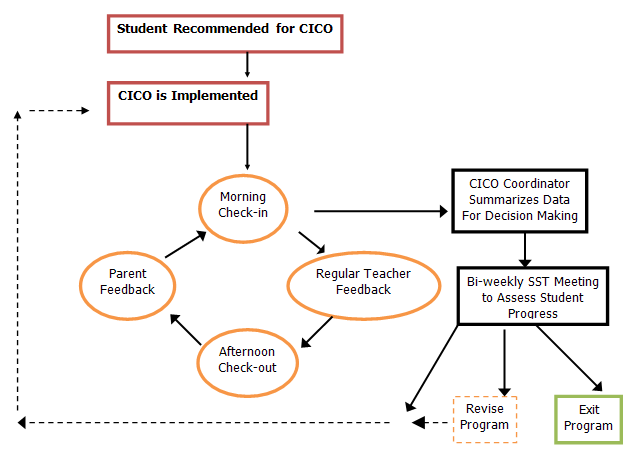 Student Recommended for CICO
CICO is Implemented
Morning
Check-in
CICO Coordinator
Summarizes Data
For Decision Making
Parent
Feedback
Regular Teacher
Feedback
Bi-weekly SST Meeting
to Assess Student
Progress
Afternoon
Check-out
Revise
Program
Exit
Program